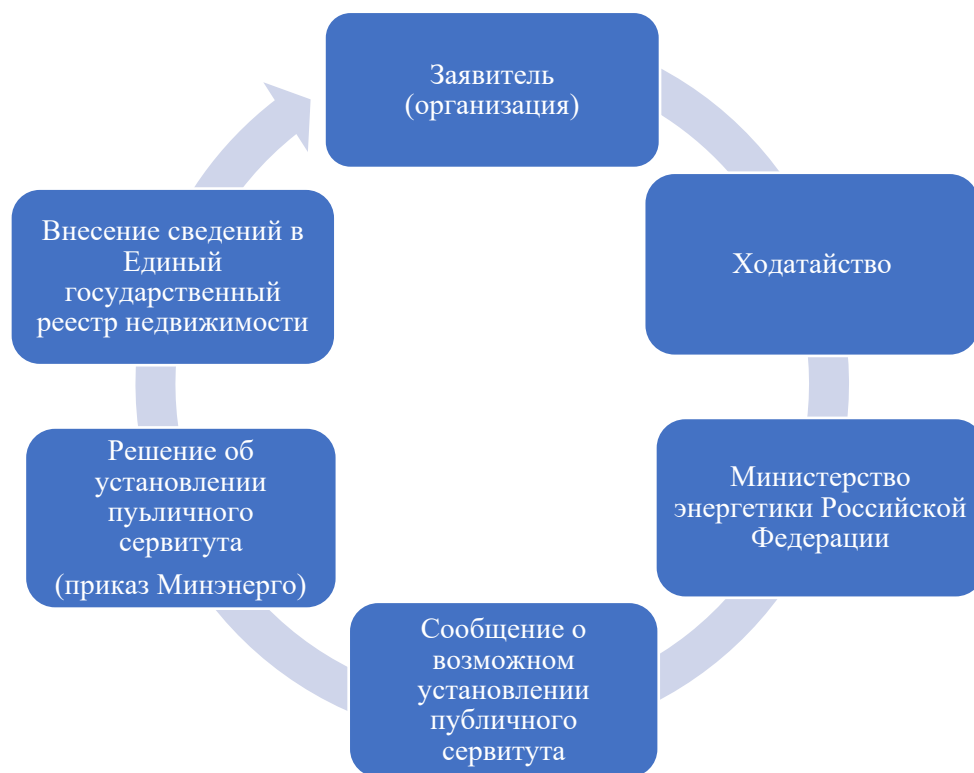 Заявитель
(организация)
Ходатайство
Министерство
энергетики Российской
Федерации
Сообщение о
возможном
установлении
публичного
сервитута
Решение об
установлении
пуьличного
сервитута
(приказ Минэнерго)
Внесение сведений в
Единый
государственный
реестр недвижимости